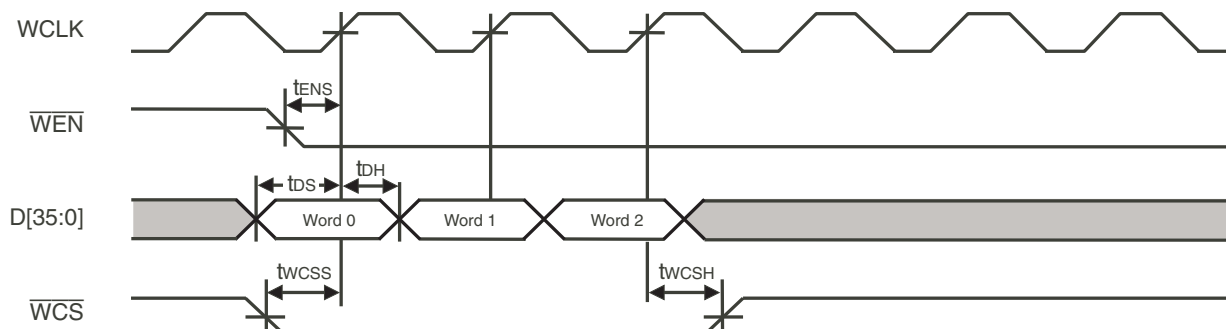 WCLK
tENS
WEN
tDS
tDH
D[35:0]
Word 0
Word 1
Word 2
tWCSS
tWCSH
WCS